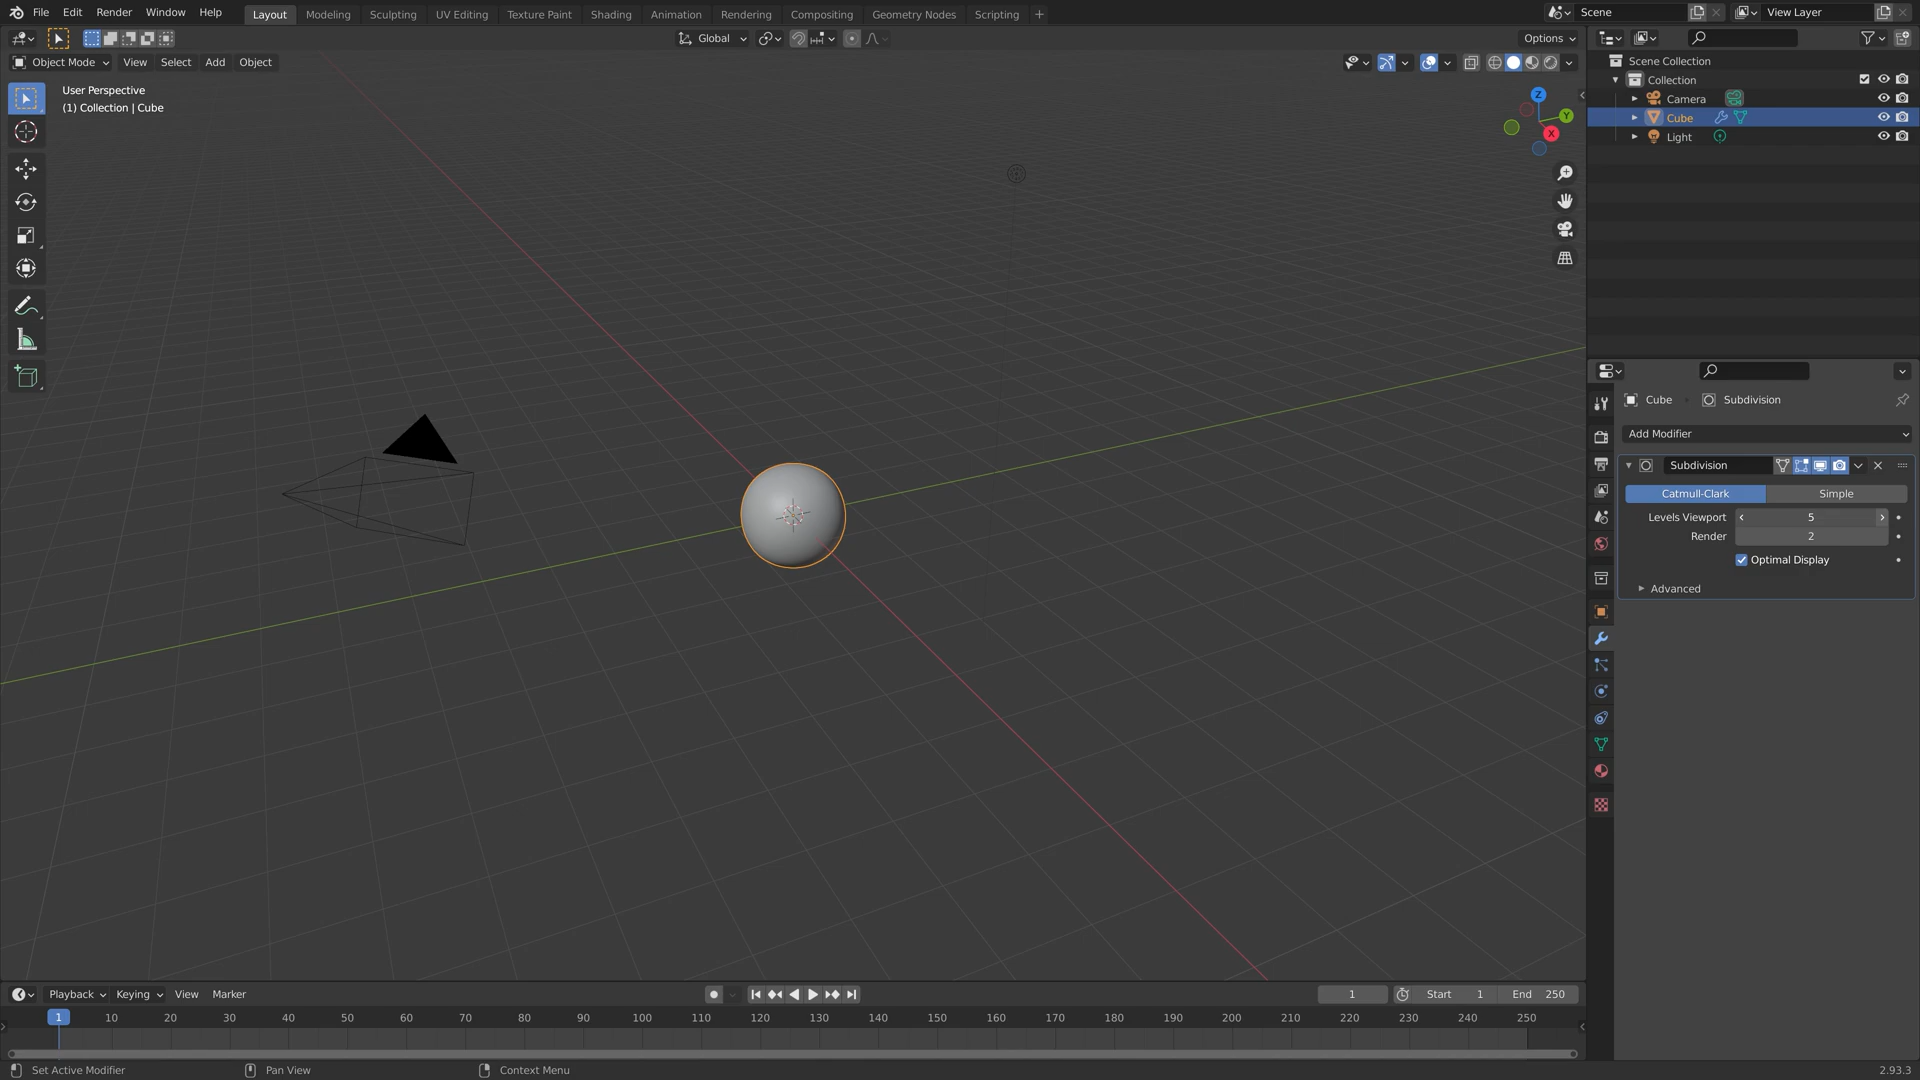 File Edit Render Window Help Layout Modeling Sculpting UV Editing Texture Paint Shading Animation Rendering Compositing Geometry Nodes Scripting + Scene View Layer
Global Options
Object Mode View Select Add Object
User Perspective
(1) Collection | Cube
Z
Y
X
Scene Collection
Collection
Camera
Cube
Light
Cube Subdivision
Add Modifier
Subdivision
Catmull-Clark Simple
Levels Viewport 5
Render 2
Optimal Display
Advanced
Playback Keying View Marker 1 Start 1 End 250
1 10 20 30 40 50 60 70 80 90 100 110 120 130 140 150 160 170 180 190 200 210 220 230 240 250
Set Active Modifier Pan View Context Menu 2.93.3